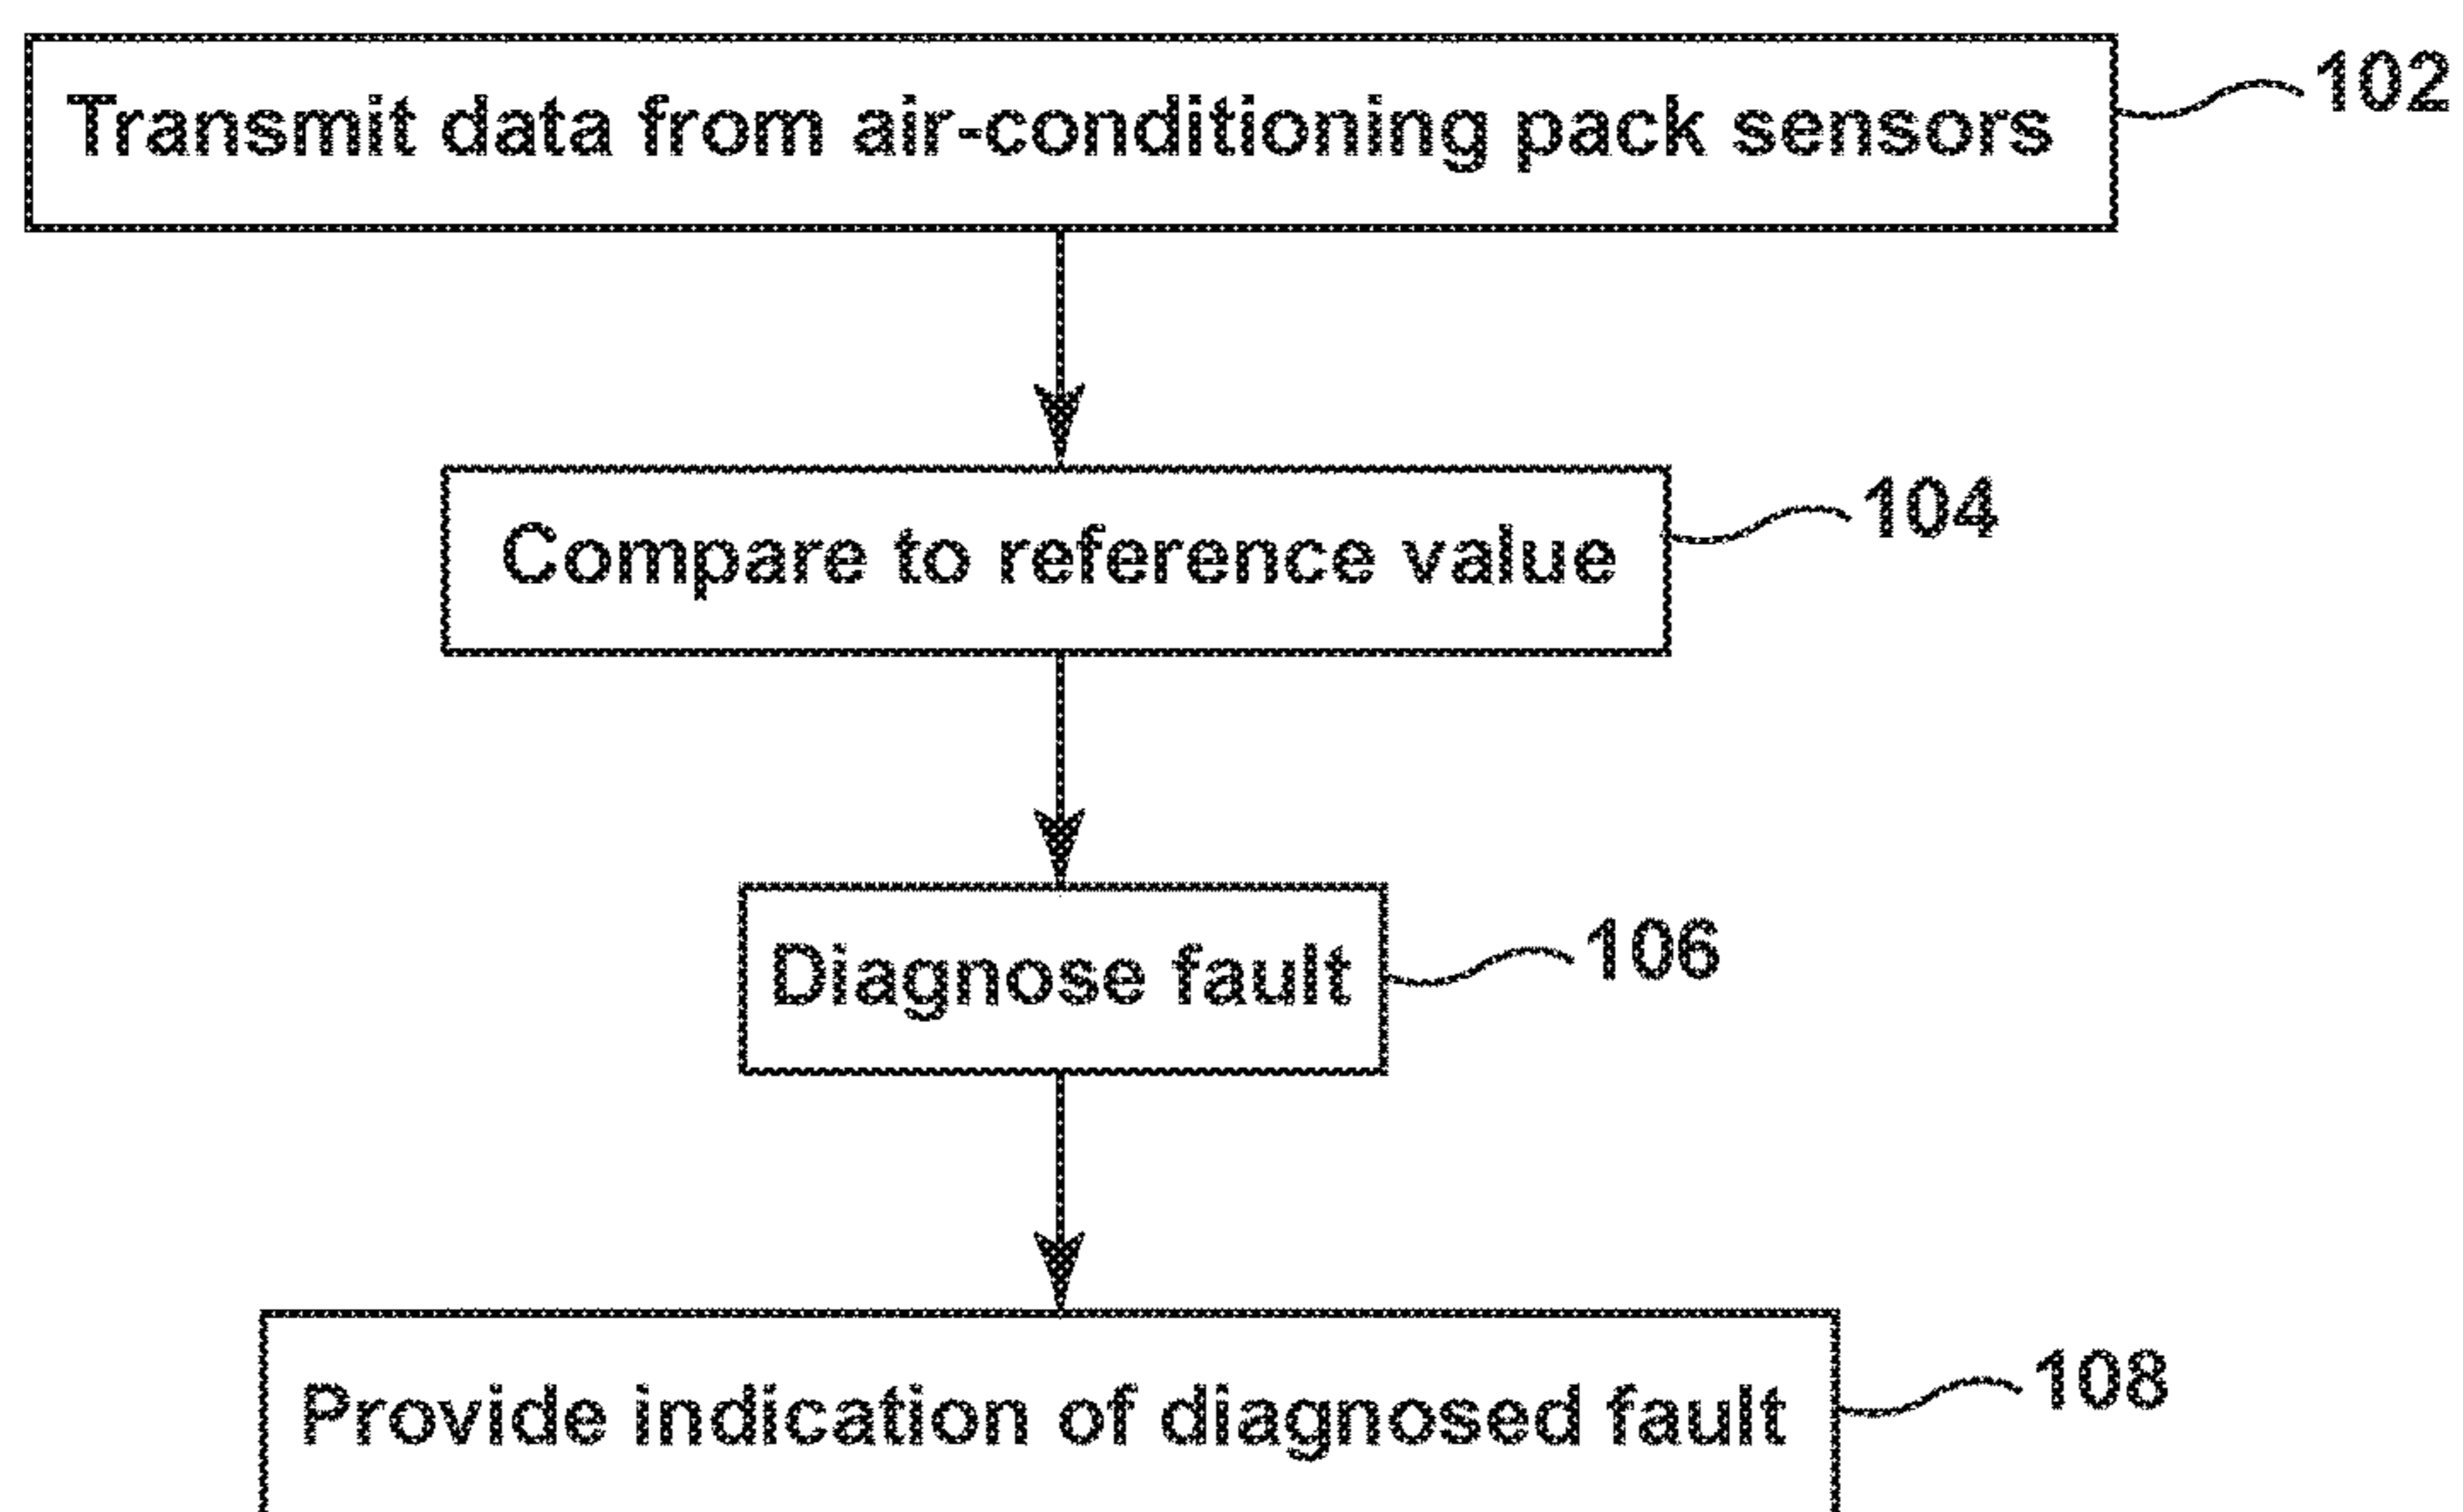 Transmit data from air-conditioning pack sensors
102
Compare to reference value
104
Diagnose fault
106
Provide indication of diagnosed fault
108